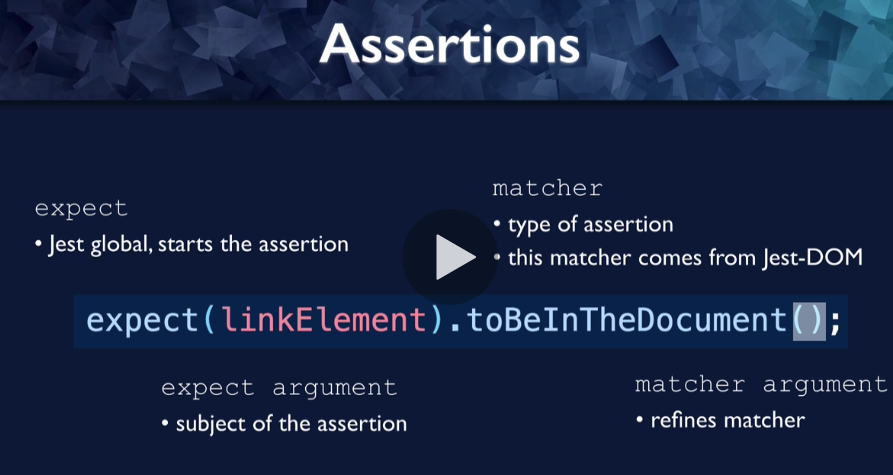 Assertions
expect
• Jest global, starts the assertion
matcher
• type of assertion
• this matcher comes from Jest-DOM
expect(linkElement).toBeInTheDocument();
expect argument
• subject of the assertion
matcher argument
• refines matcher